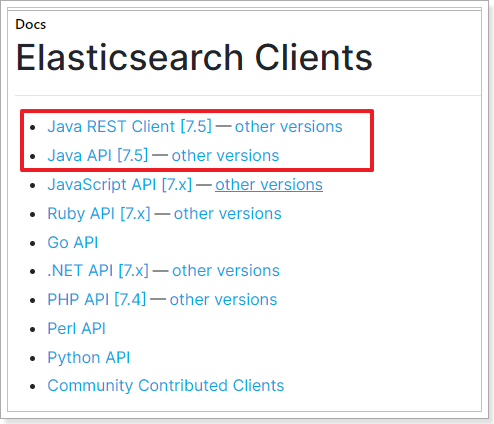 Docs
Elasticsearch Clients
Java REST Client [7.5] — other versions
Java API [7.5] — other versions
JavaScript API [7.x] — other versions
Ruby API [7.x] — other versions
Go API
.NET API [7.x] — other versions
PHP API [7.4] — other versions
Perl API
Python API
Community Contributed Clients